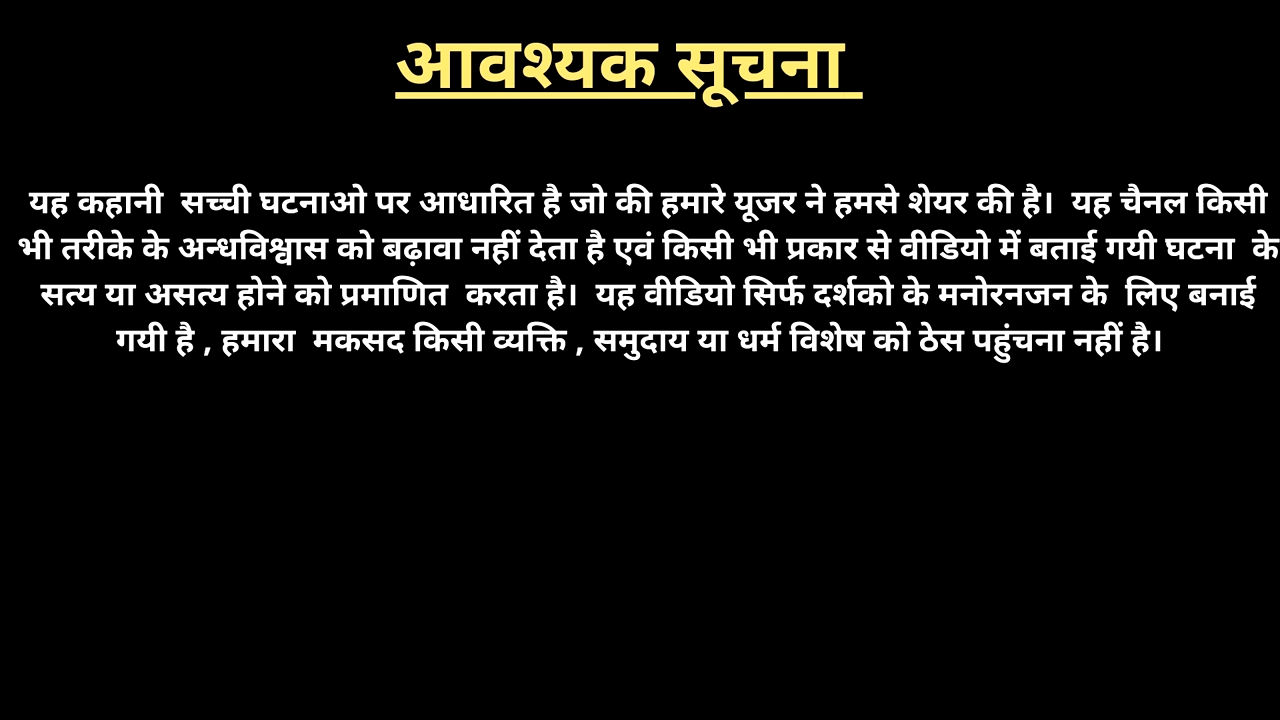 आवश्यक सूचना
यह कहानी सच्ची घटनाओ पर आधारित है जो की हमारे यूजर ने हमसे शेयर की है। यह चैनल किसी
भी तरीके के अन्धविश्वास को बढ़ावा नहीं देता है एवं किसी भी प्रकार से वीडियो में बताई गयी घटना के
सत्य या असत्य होने को प्रमाणित करता है। यह वीडियो सिर्फ दर्शको के मनोरनजन के लिए बनाई
गयी है , हमारा मकसद किसी व्यक्ति , समुदाय या धर्म विशेष को ठेस पहुंचना नहीं है।